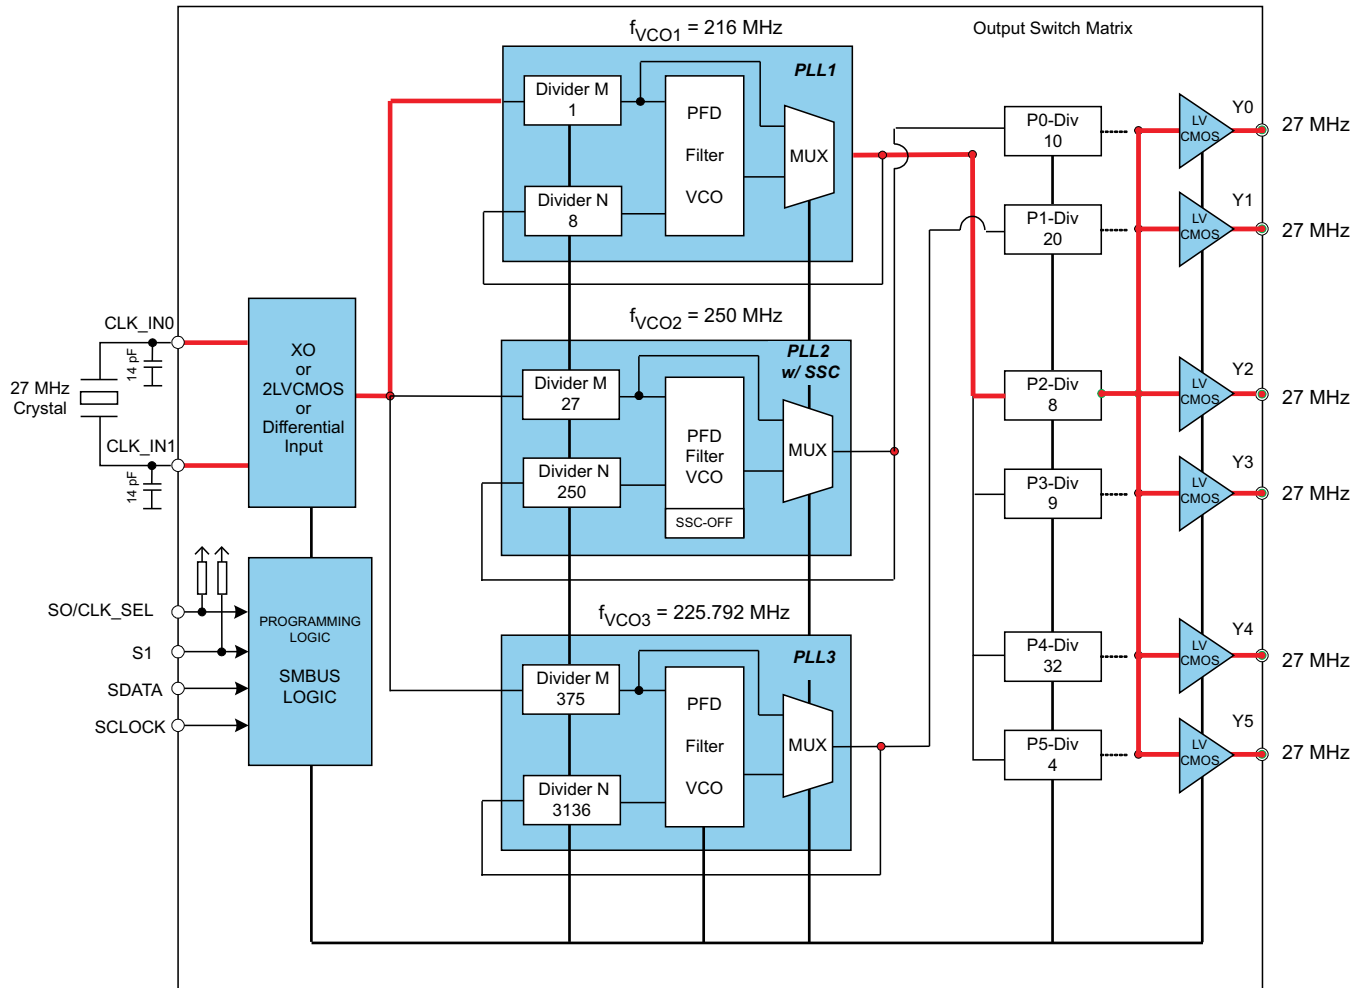 fVCO1 = 216 MHz
Output Switch Matrix
PLL1
Divider M
1
PFD
Filter
VCO
MUX
Divider N
8
P0-Div
10
LV
CMOS
Y0
27 MHz
P1-Div
20
LV
CMOS
Y1
27 MHz
CLK_IN0
14 pF
27 MHz
Crystal
CLK_IN1
14 pF
XO
or
2LVCMOS
or
Differential
Input
fVCO2 = 250 MHz
PLL2
w/ SSC
Divider M
27
PFD
Filter
VCO
SSC-OFF
MUX
Divider N
250
P2-Div
8
LV
CMOS
Y2
27 MHz
P3-Div
9
LV
CMOS
Y3
27 MHz
SO/CLK_SEL
S1
SDATA
SCLOCK
PROGRAMMING
LOGIC
SMBUS
LOGIC
fVCO3 = 225.792 MHz
PLL3
Divider M
375
PFD
Filter
VCO
MUX
Divider N
3136
P4-Div
32
LV
CMOS
Y4
27 MHz
P5-Div
4
LV
CMOS
Y5
27 MHz